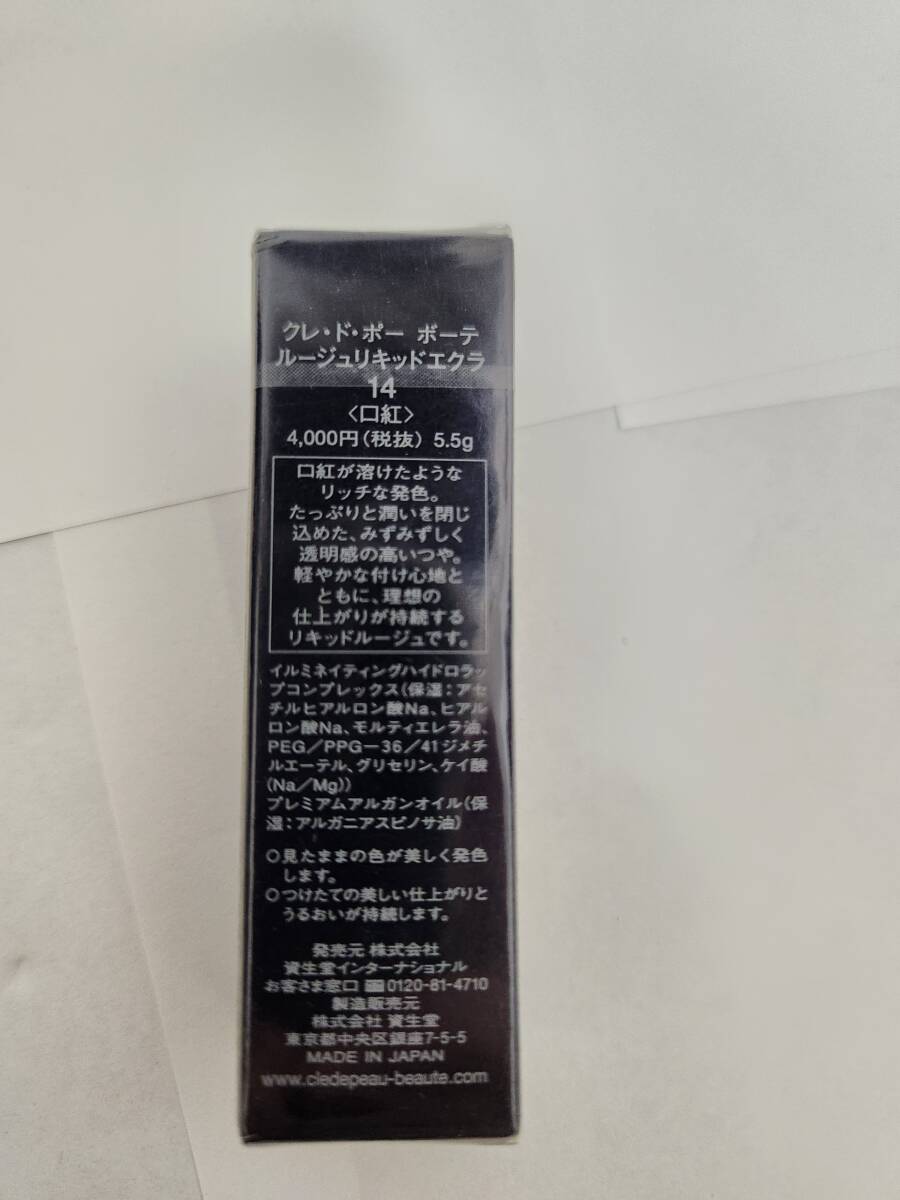 クレ・ド・ポー ボーテ
ルージュリキッドエクラ
14
〈口紅〉
4,000円(税抜) 5.5g
口紅が溶けたような
リッチな発色。
たっぷりと潤いを閉じ
込めた、みずみずしく
透明感の高いつや。
軽やかな付け心地と
ともに、理想の
仕上がりが持続する
リキッドルージュです。
イルミネイティングハイドロラッ
プコンプレックス(保湿:アセ
チルヒアルロン酸Na、ヒアル
ロン酸Na、モルティエレラ油、
PEG/PPG-36/41ジメチ
ルエーテル、グリセリン、ケイ酸
(Na/Mg))
プレミアムアルガンオイル(保
湿:アルガニアスピノサ油)
○見たままの色が美しく発色
します。
○つけたての美しい仕上がりと
うるおいが持続します。
発売元 株式会社
資生堂インターナショナル
お客さま窓口 0120-81-4710
製造販売元
株式会社 資生堂
東京都中央区銀座7-5-5
MADE IN JAPAN
www.cledepeau-beaute.com